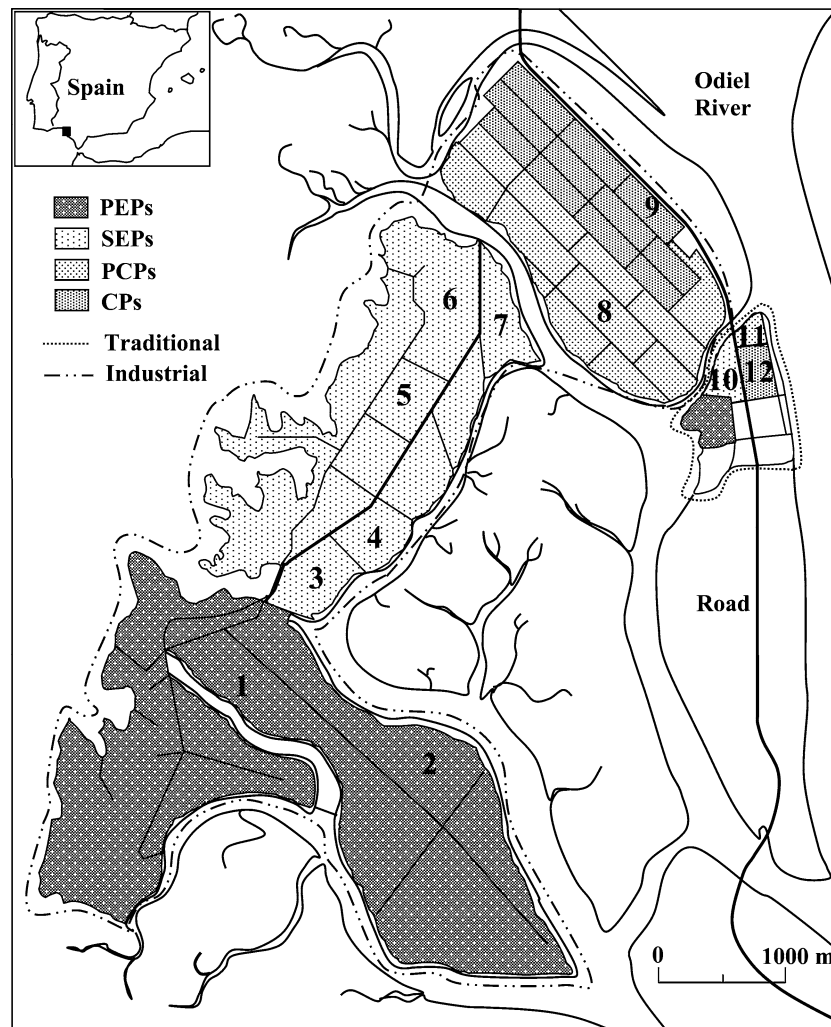 Spain
Odiel
River
PEPs
SEPs
PCPs
CPs
Traditional
Industrial
9
6
7
8
11
10 12
5
4
3
Road
1
2
0 1000 m